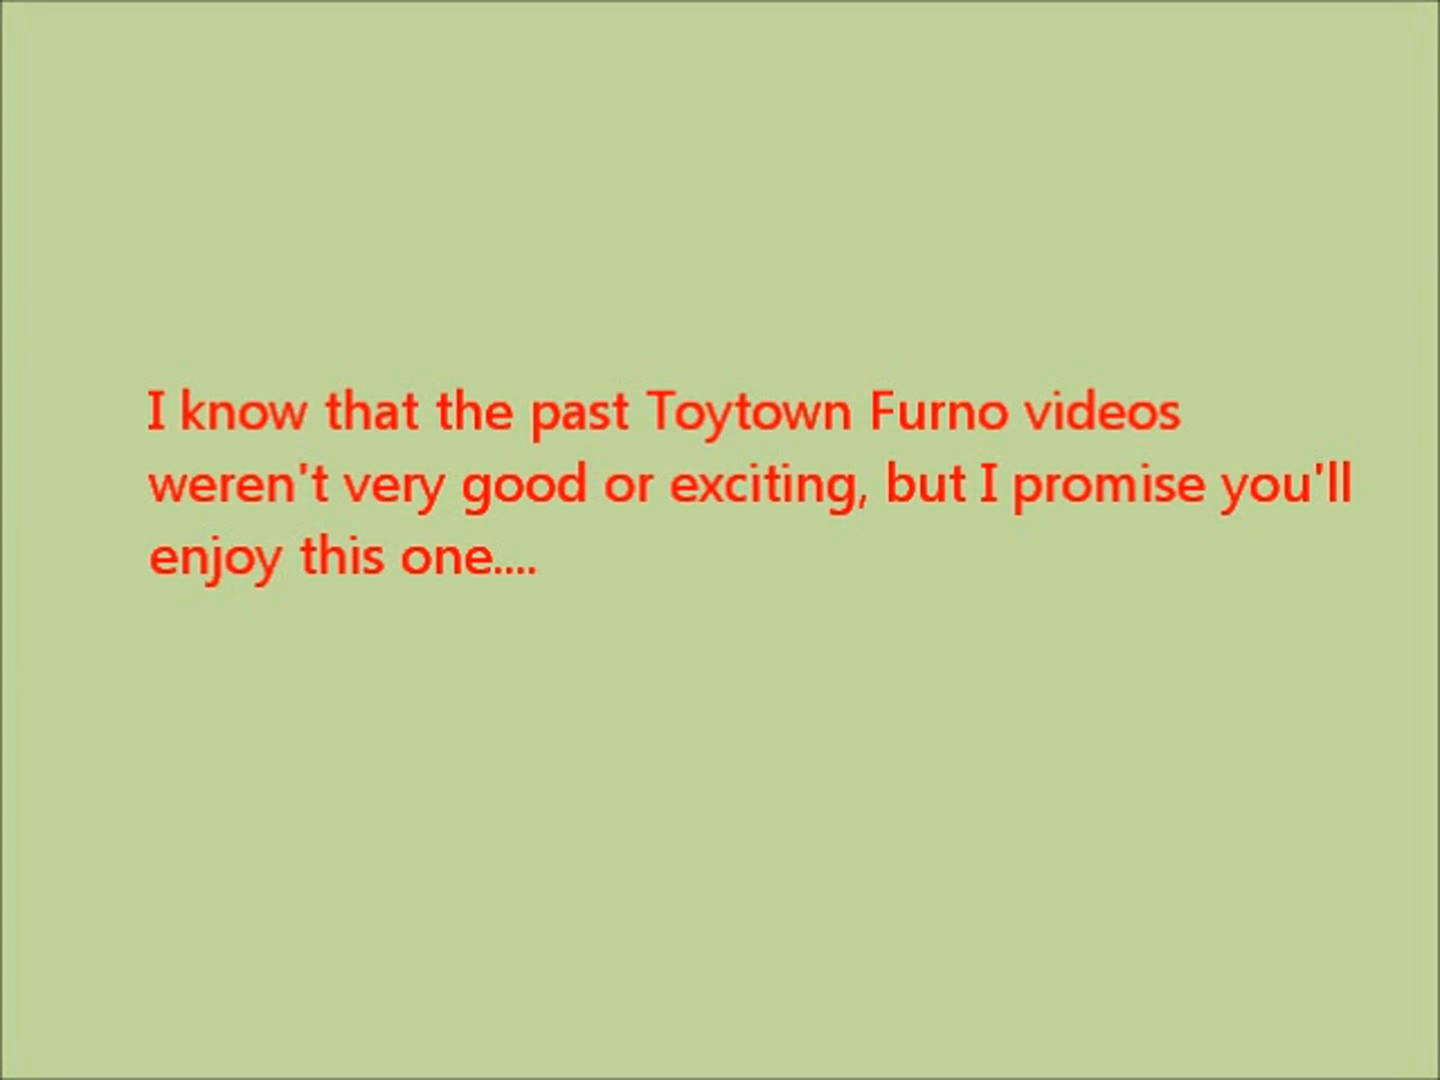 I know that the past Toytown Furno videos
weren't very good or exciting, but I promise you'll
enjoy this one....